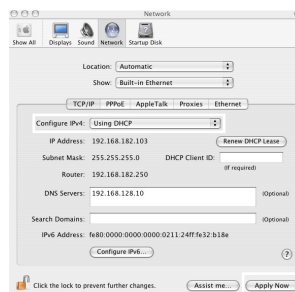 Network
Show All Displays Sound Network Startup Disk
Location: Automatic
Show: Built-in Ethernet
TCP/IP PPPoE AppleTalk Proxies Ethernet
Configure IPv4: Using DHCP
IP Address: 192.168.182.103 Renew DHCP Lease
Subnet Mask: 255.255.255.0 DHCP Client ID:
(If required)
Router: 192.168.182.250
DNS Servers: 192.168.128.10 (Optional)
Search Domains: (Optional)
IPv6 Address: fe80:0000:0000:0000:0211:24ff:fe32:b18e
Configure IPv6... ?
Click the lock to prevent further changes. Assist me... Apply Now